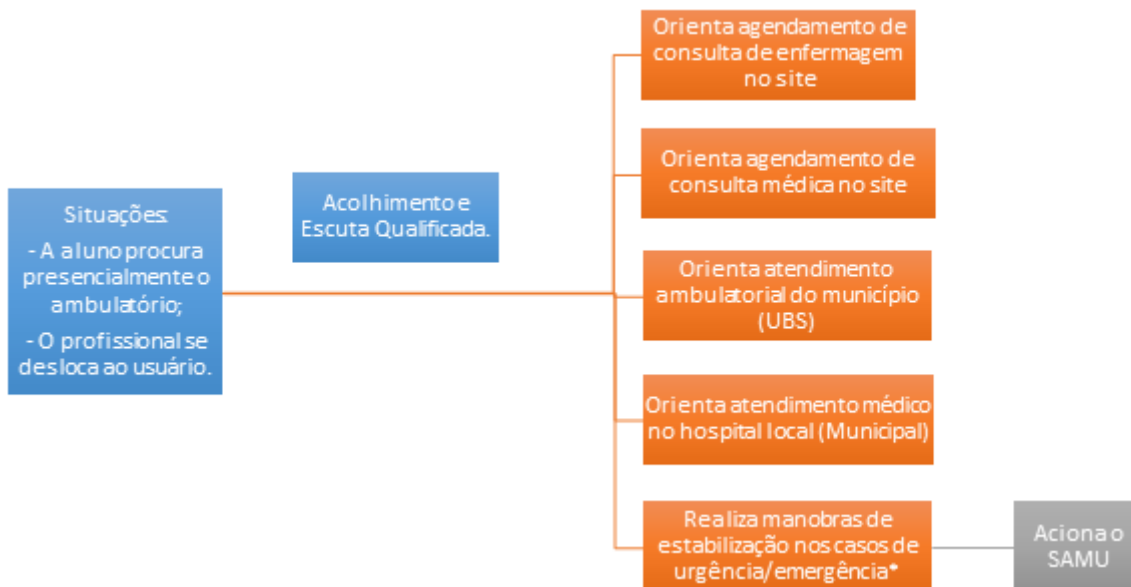 Situações:
- A aluno procura
presencialmente o
ambulatório;
- O profissional se
desloca ao usuário.
Acolhimento e
Escuta Qualificada.
Orienta agendamento de
consulta de enfermagem
no site
Orienta agendamento de
consulta médica no site
Orienta atendimento
ambulatorial do município
(UBS)
Orienta atendimento médico
no hospital local (Municipal)
Realiza manobras de
estabilização nos casos de
urgência/emergência*
Aciona o
SAMU